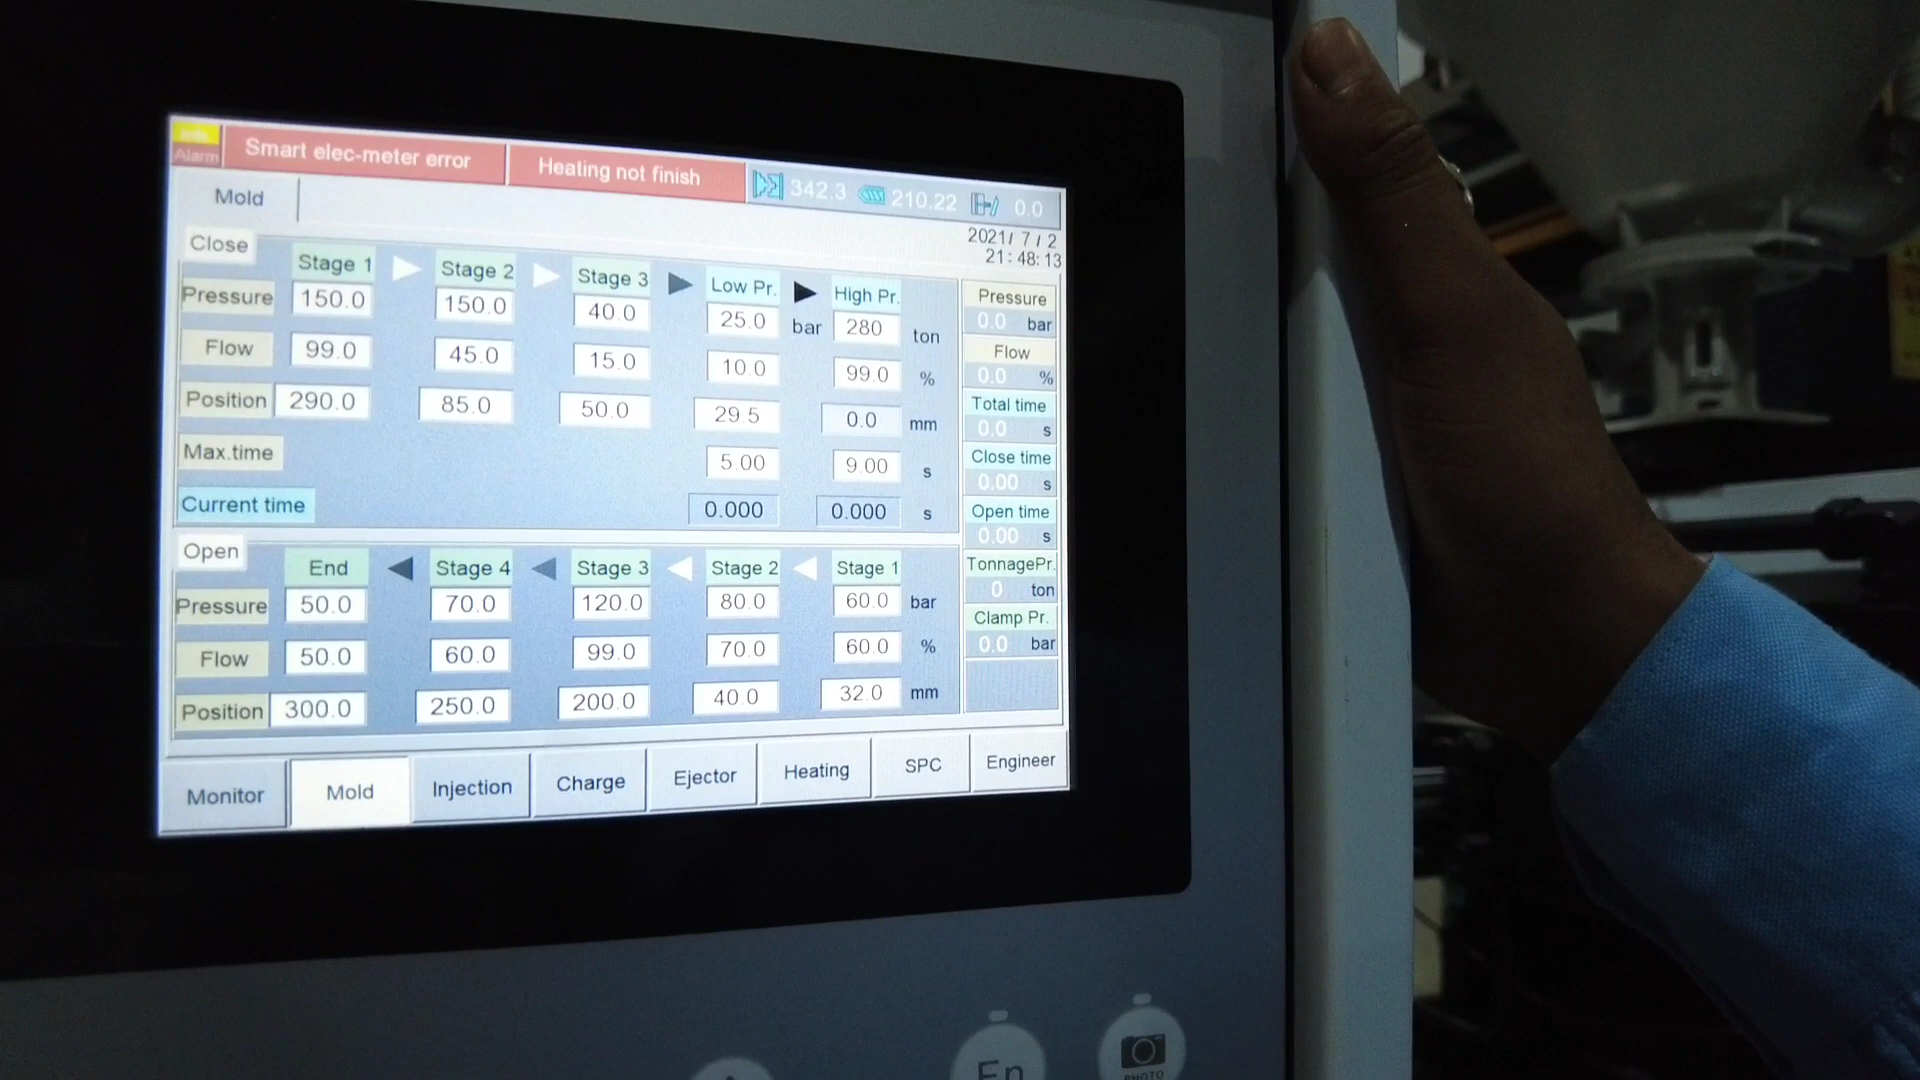 Alarm Smart elec-meter error Heating not finish 342.3 210.22 0.0
Mold
2021/ 7 / 2
21:48:13
Close Stage 1 Stage 2 Stage 3 Low Pr. High Pr.
Pressure 150.0 150.0 40.0 25.0 bar 280 ton
Flow 99.0 45.0 15.0 10.0 99.0 %
Position 290.0 85.0 50.0 29.5 0.0 mm
Max.time 5.00 9.00 s
Current time 0.000 0.000 s
Open End Stage 4 Stage 3 Stage 2 Stage 1
Pressure 50.0 70.0 120.0 80.0 60.0 bar
Flow 50.0 60.0 99.0 70.0 60.0 %
Position 300.0 250.0 200.0 40.0 32.0 mm
Pressure
0.0 bar
Flow
0.0 %
Total time
0.0 s
Close time
0.00 s
Open time
0.00 s
TonnagePr.
0 ton
Clamp Pr.
0.0 bar
Monitor Mold Injection Charge Ejector Heating SPC Engineer
En
PHOTO